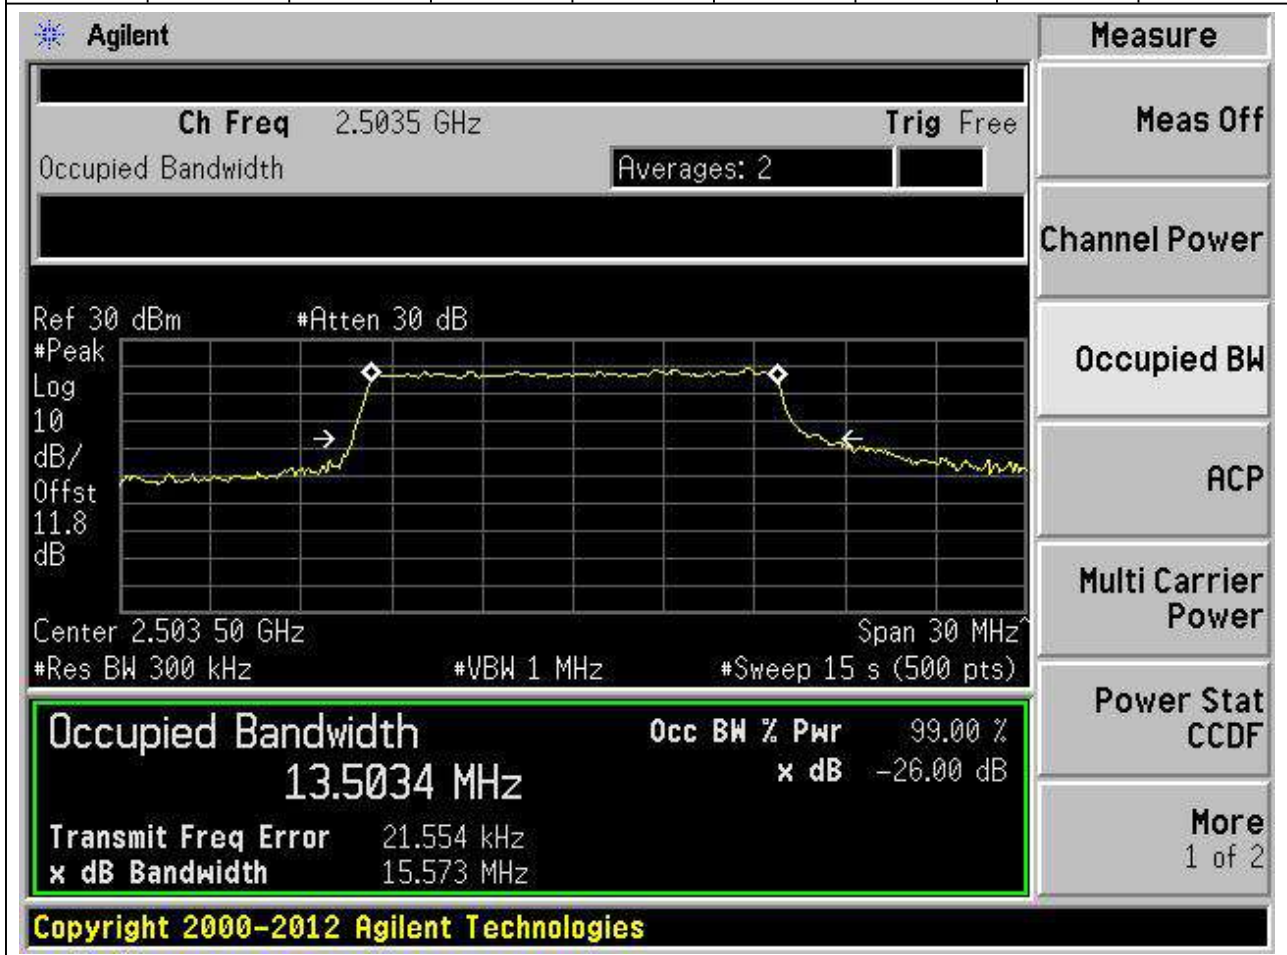 Agilent
Measure
Ch Freq 2.5035 GHz Trig Free
Meas Off
Occupied Bandwidth Averages: 2
Channel Power
Ref 30 dBm #Atten 30 dB
#Peak
Log
10
dB/
Offst
11.8
dB
Occupied BW
ACP
Multi Carrier
Power
Center 2.503 50 GHz Span 30 MHz^
#Res BW 300 kHz #VBW 1 MHz #Sweep 15 s (500 pts)
Power Stat
CCDF
Occupied Bandwidth
13.5034 MHz
Occ BW % Pwr 99.00 %
x dB -26.00 dB
Transmit Freq Error 21.554 kHz
x dB Bandwidth 15.573 MHz
More
1 of 2
Copyright 2000-2012 Agilent Technologies